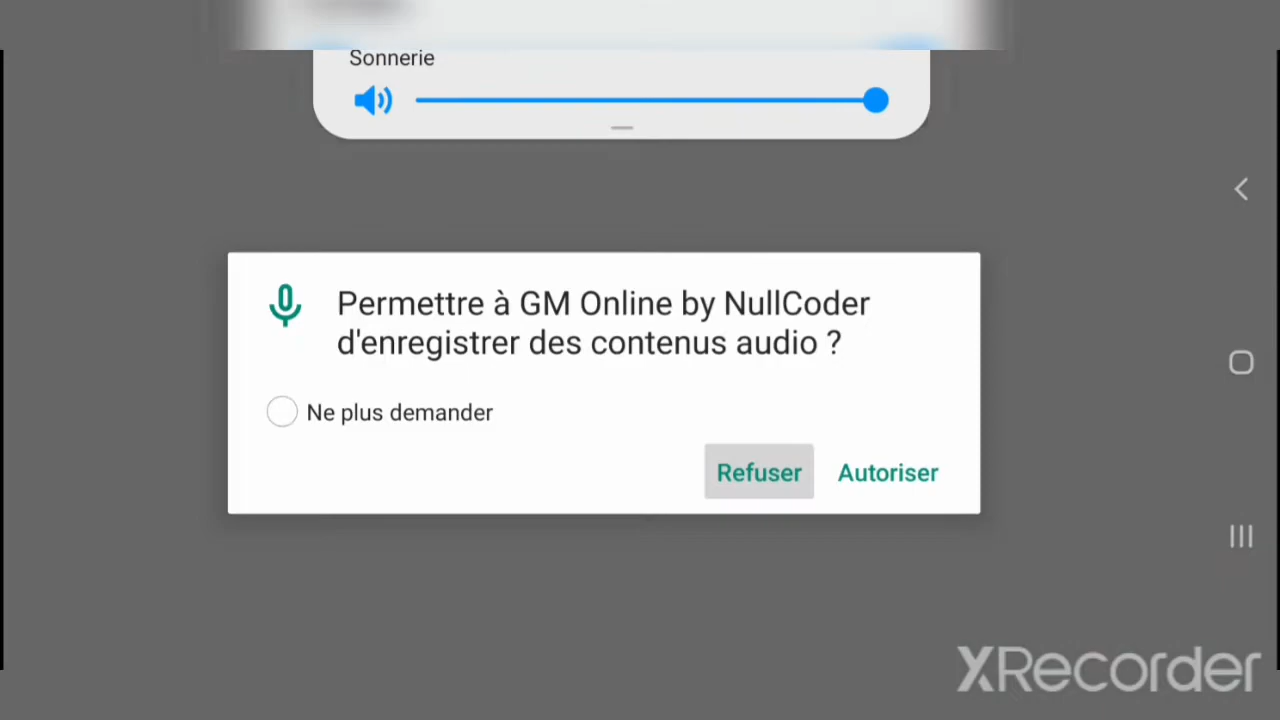 Sonnerie
Permettre à GM Online by NullCoder
d'enregistrer des contenus audio ?
Ne plus demander
Refuser Autoriser
XRecorder